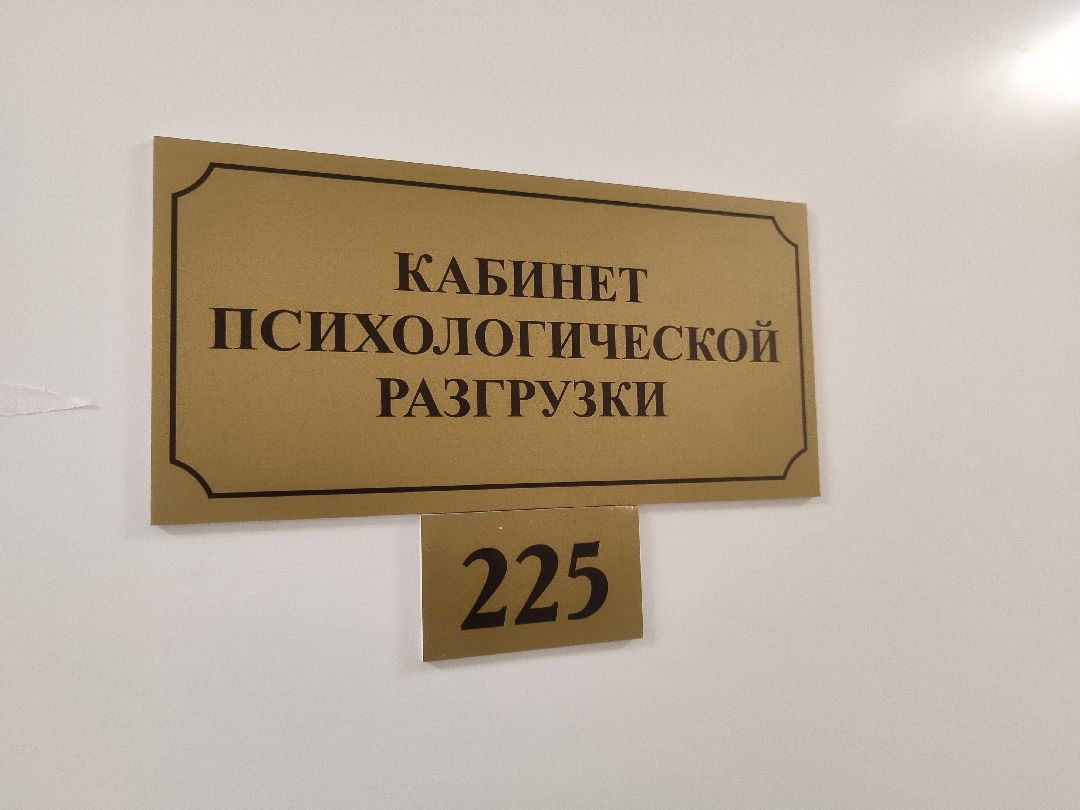 КАБИНЕТ
ПСИХОЛОГИЧЕСКОЙ
РАЗГРУЗКИ
225